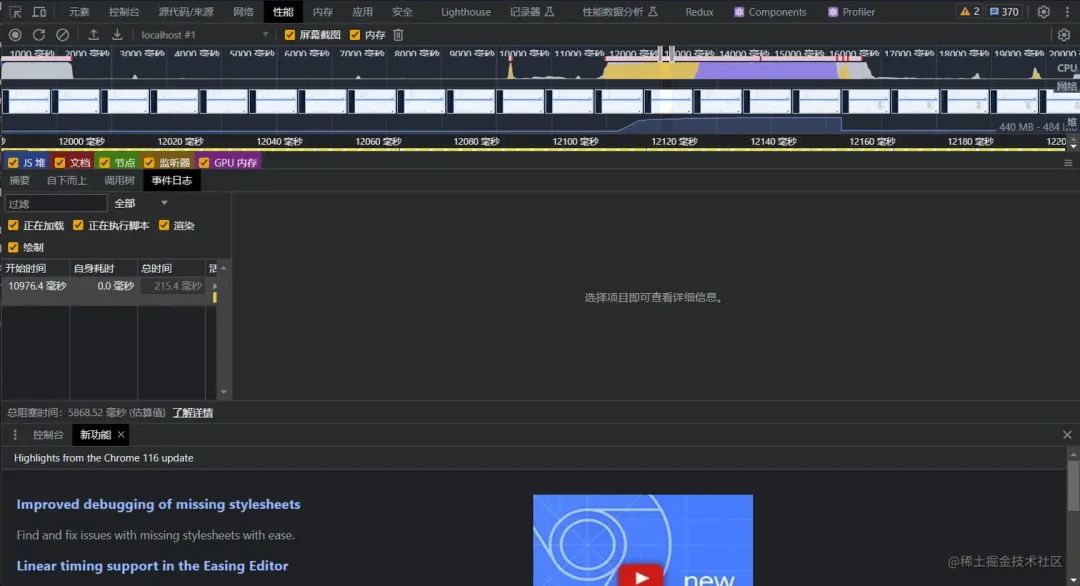 元素 控制台 源代码/来源 网络 性能 内存 应用 安全 Lighthouse 记录器 性能数据分析 Redux Components Profiler 2 370
localhost #1 屏幕截图 内存
1000 毫秒 2000 毫秒 3000 毫秒 4000 毫秒 5000 毫秒 6000 毫秒 7000 毫秒 8000 毫秒 9000 毫秒 10000 毫秒 11000 毫秒 12000 毫秒 13000 毫秒 14000 毫秒 15000 毫秒 16000 毫秒 17000 毫秒 18000 毫秒 19000 毫秒 20000
CPU
网络
堆
440 MB - 484
12000 毫秒 12020 毫秒 12040 毫秒 12060 毫秒 12080 毫秒 12100 毫秒 12120 毫秒 12140 毫秒 12160 毫秒 12180 毫秒 1220
JS 堆 文档 节点 监听器 GPU 内存
摘要 自下而上 调用树 事件日志
过滤 全部
正在加载 正在执行脚本 渲染
绘制
开始时间 自身耗时 总时间 活
10976.4 毫秒 0.0 毫秒 215.4 毫秒
选择项目即可查看详细信息。
总阻塞时间: 5868.52 毫秒 (估算值) 了解详情
控制台 新功能
Highlights from the Chrome 116 update
Improved debugging of missing stylesheets
Find and fix issues with missing stylesheets with ease.
Linear timing support in the Easing Editor
new
@稀土掘金技术社区